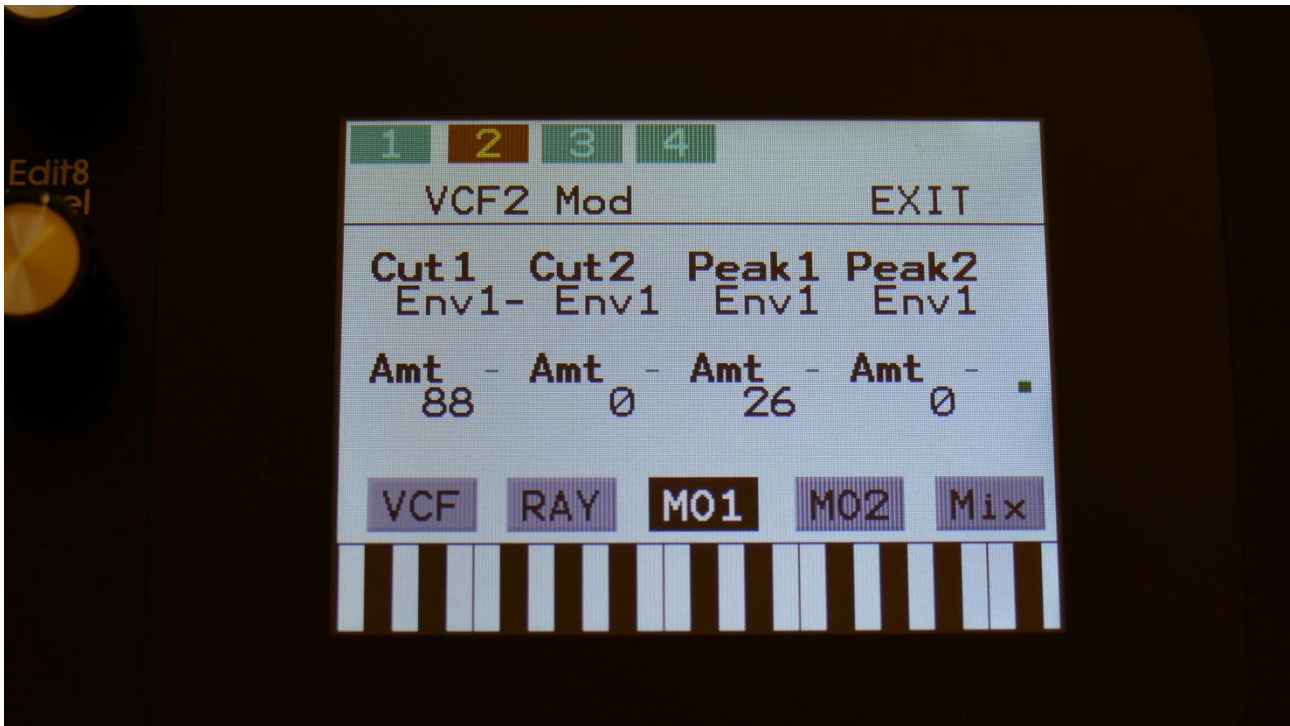 1 2 3 4
Edit8
VCF2 Mod EXIT
Cut1 Cut2 Peak1 Peak2
Env1- Env1 Env1 Env1
Amt - Amt - Amt - Amt -
88 0 26 0
VCF RAY MO1 MO2 Mix